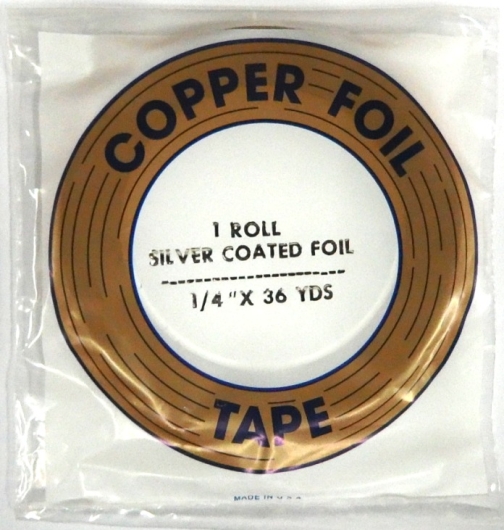 COPPER FOIL
1 ROLL
SILVER COATED FOIL
1/4" X 36 YDS
TAPE
MADE IN U.S.A.